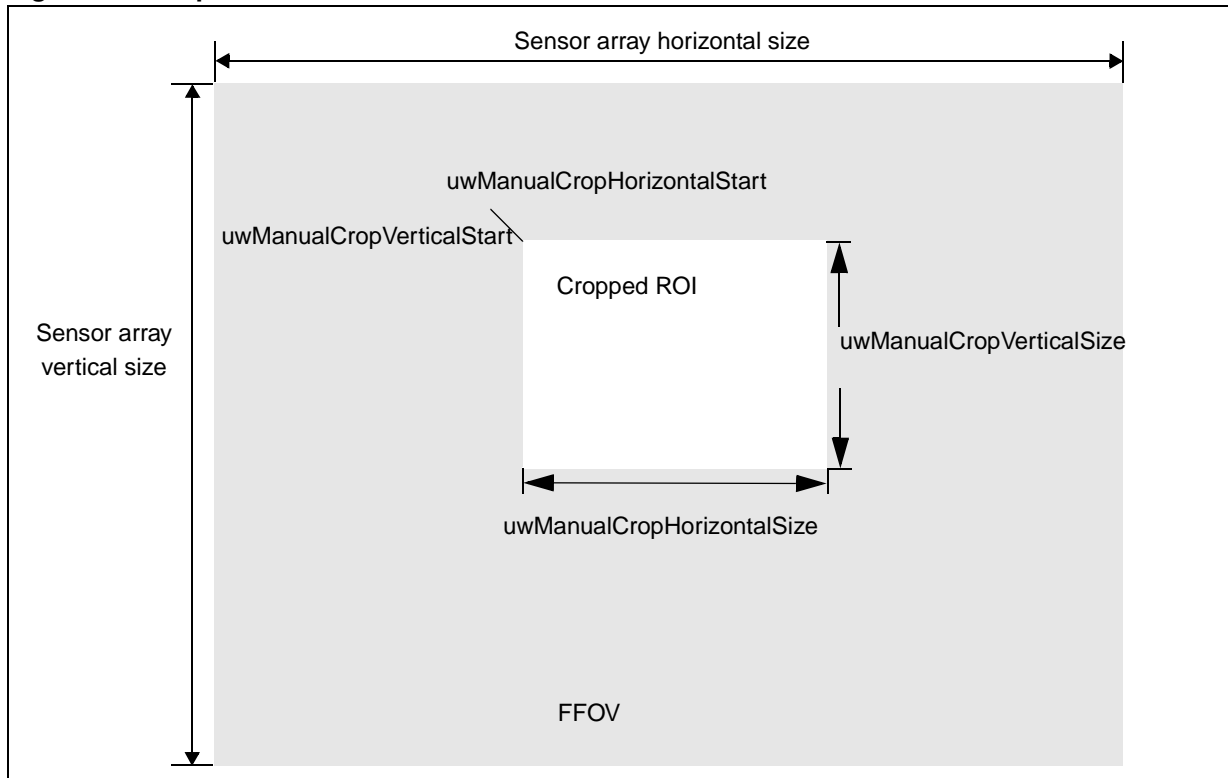 Sensor array horizontal size
uwManualCropHorizontalStart
uwManualCropVerticalStart
Cropped ROI
Sensor array
vertical size
uwManualCropVerticalSize
uwManualCropHorizontalSize
FFOV